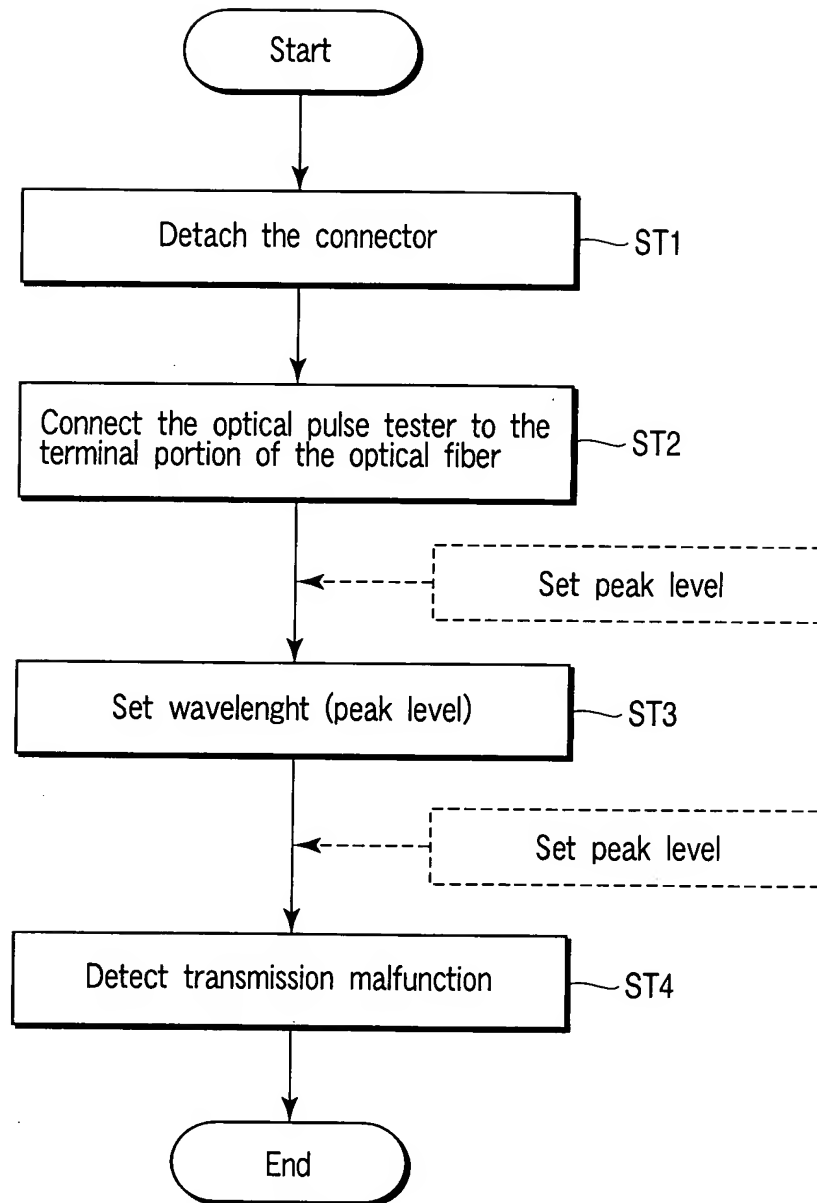 Start
Detach the connector
ST1
Connect the optical pulse tester to the
terminal portion of the optical fiber
ST2
Set peak level
Set wavelenght (peak level)
ST3
Set peak level
Detect transmission malfunction
ST4
End